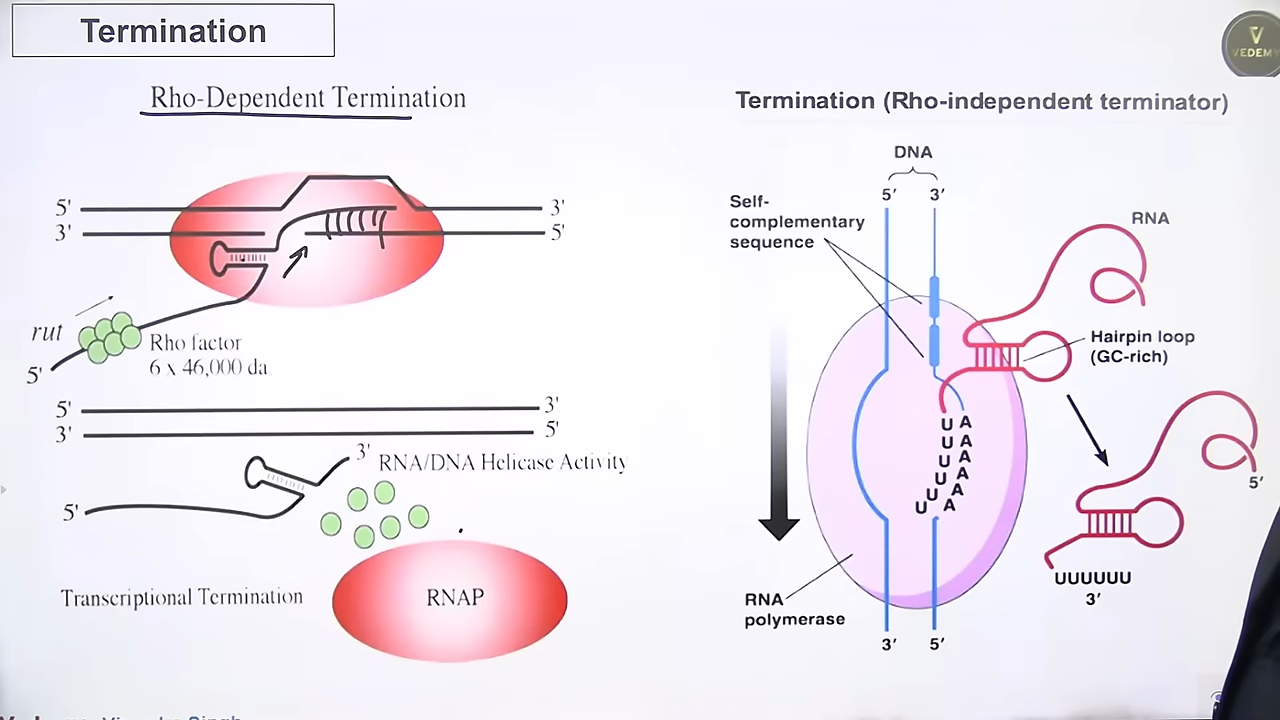 Termination
VEDEMY
Rho-Dependent Termination
5' 3'
3' 5'
rut
Rho factor
6 x 46,000 da.
5'
5' 3'
3' 5'
3'
RNA/DNA Helicase Activity
5'
Transcriptional Termination
RNAP
Termination (Rho-independent terminator)
DNA
5' 3'
Self-
complementary
sequence
RNA
Hairpin loop
(GC-rich)
U A
U A
U A
U A
U A
U A
5'
RNA
polymerase
UUUUUU
3'
3' 5'